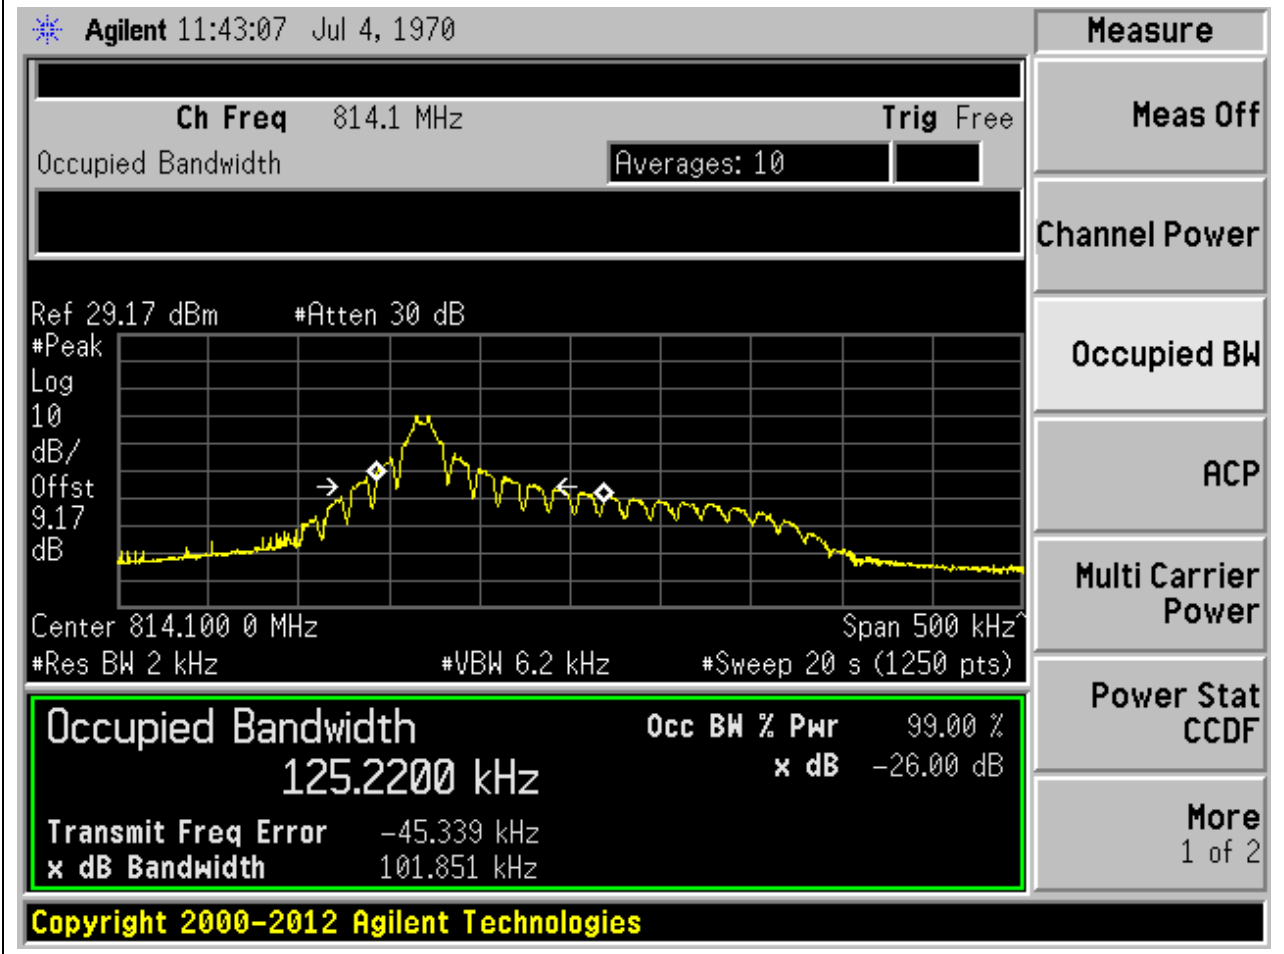 Agilent 11:43:07 Jul 4, 1970
Measure
Ch Freq 814.1 MHz
Trig Free
Occupied Bandwidth
Averages: 10
Ref 29.17 dBm
#Atten 30 dB
#Peak
Log
10
dB/
Offst
9.17
dB
Center 814.100 0 MHz
Span 500 kHz^
#Res BW 2 kHz
#VBW 6.2 kHz
#Sweep 20 s (1250 pts)
Occupied Bandwidth
125.2200 kHz
Occ BW % Pwr 99.00 %
x dB -26.00 dB
Transmit Freq Error -45.339 kHz
x dB Bandwidth 101.851 kHz
Copyright 2000-2012 Agilent Technologies
Meas Off
Channel Power
Occupied BW
ACP
Multi Carrier
Power
Power Stat
CCDF
More
1 of 2